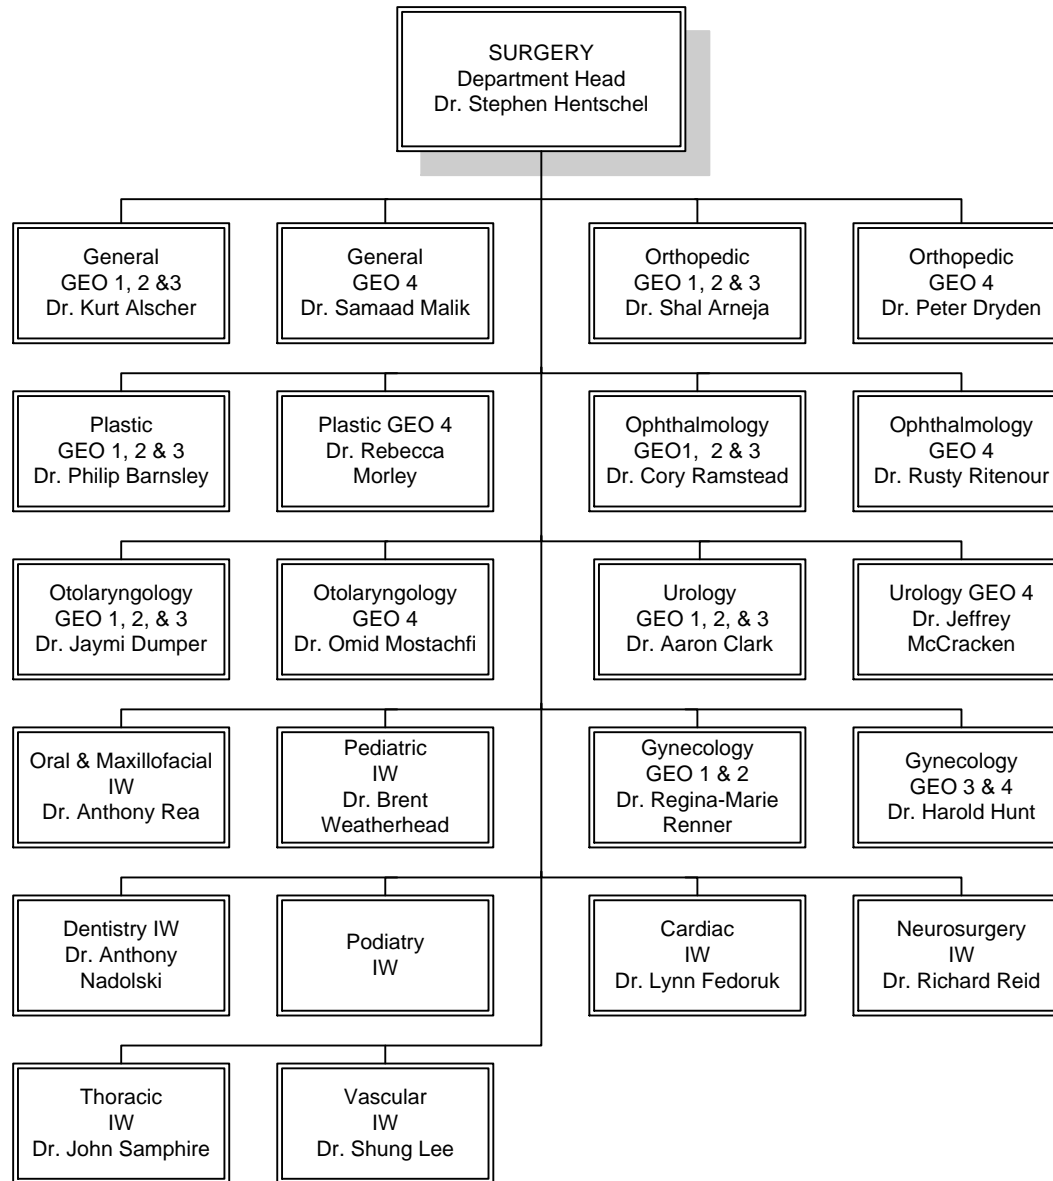 SURGERY
Department Head
Dr. Stephen Hentschel
General
GEO 1, 2 &3
Dr. Kurt Alscher
General
GEO 4
Dr. Samaad Malik
Orthopedic
GEO 1, 2 & 3
Dr. Shal Arneja
Orthopedic
GEO 4
Dr. Peter Dryden
Plastic
GEO 1, 2 & 3
Dr. Philip Barnsley
Plastic GEO 4
Dr. Rebecca
Morley
Ophthalmology
GEO1, 2 & 3
Dr. Cory Ramstead
Ophthalmology
GEO 4
Dr. Rusty Ritenour
Otolaryngology
GEO 1, 2, & 3
Dr. Jaymi Dumper
Otolaryngology
GEO 4
Dr. Omid Mostachfi
Urology
GEO 1, 2, & 3
Dr. Aaron Clark
Urology GEO 4
Dr. Jeffrey
McCracken
Oral & Maxillofacial
IW
Dr. Anthony Rea
Pediatric
IW
Dr. Brent
Weatherhead
Gynecology
GEO 1 & 2
Dr. Regina-Marie
Renner
Gynecology
GEO 3 & 4
Dr. Harold Hunt
Dentistry IW
Dr. Anthony
Nadolski
Podiatry
IW
Cardiac
IW
Dr. Lynn Fedoruk
Neurosurgery
IW
Dr. Richard Reid
Thoracic
IW
Dr. John Samphire
Vascular
IW
Dr. Shung Lee